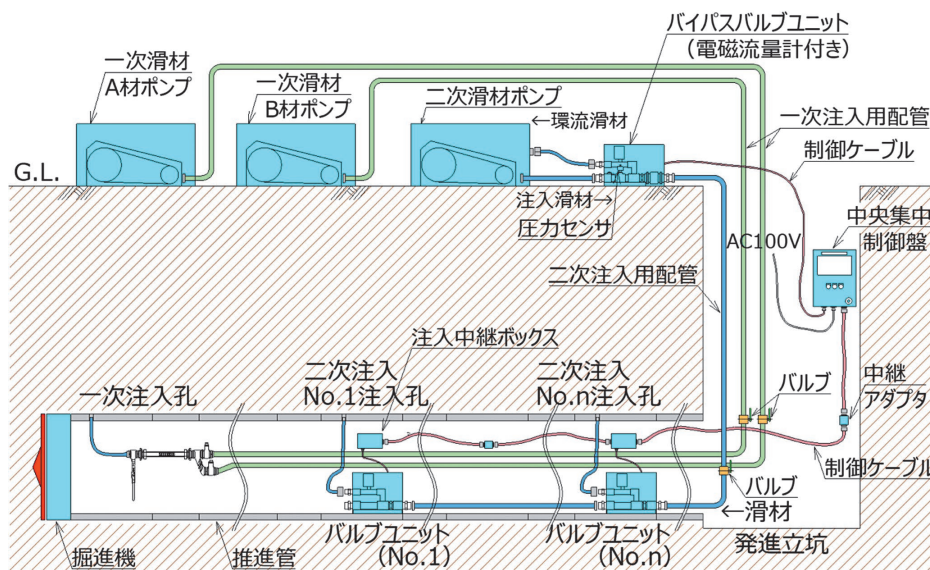 バイパスバルブユニット
(電磁流量計付き)
一次滑材
A材ポンプ
一次滑材
B材ポンプ
二次滑材ポンプ
←環流滑材
一次注入用配管
制御ケーブル
G.L.
注入滑材→
圧力センサ
中央集中
制御盤
AC100V
二次注入用配管
注入中継ボックス
一次注入孔
二次注入
No.1注入孔
二次注入
No.n注入孔
バルブ
中継
アダプタ
制御ケーブル
バルブ
←滑材
掘進機
推進管
バルブユニット
(No.1)
バルブユニット
(No.n)
発進立坑